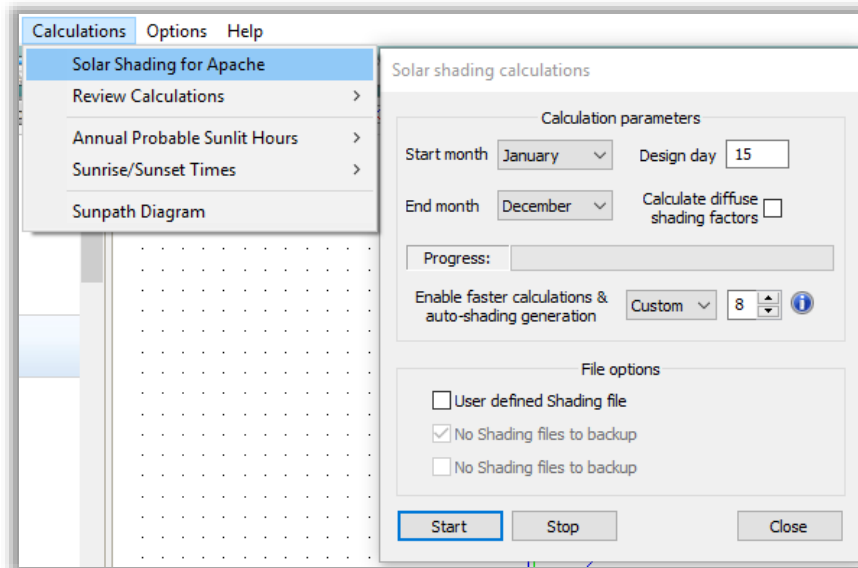 Calculations Options Help
Solar Shading for Apache
Review Calculations
Annual Probable Sunlit Hours
Sunrise/Sunset Times
Sunpath Diagram
Solar shading calculations
Calculation parameters
Start month January Design day 15
End month December Calculate diffuse
shading factors
Progress:
Enable faster calculations &
auto-shading generation Custom 8
File options
User defined Shading file
No Shading files to backup
No Shading files to backup
Start Stop Close